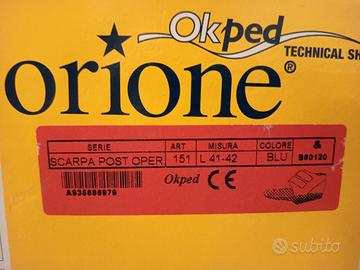 Okped
TECHNICAL SH
orione®
SERIE ART MISURA COLORE &
SCARPA POST OPER. 151 L 41-42 BLU B60120
A935698979 Okped CE
subito